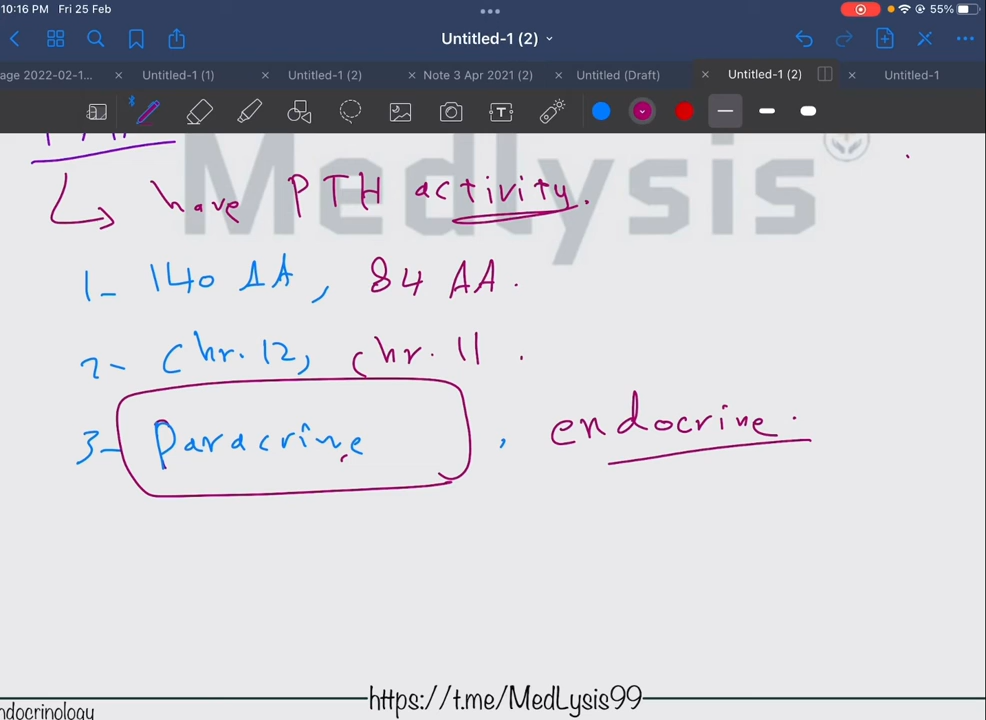 10:16 PM Fri 25 Feb 55%
Untitled-1 (2)
age 2022-02-1... Untitled-1 (1) Untitled-1 (2) Note 3 Apr 2021 (2) Untitled (Draft) Untitled-1 (2) Untitled-1
Medlysis
have PTH activity.
1- 140 AA, 84 AA.
2- Chr. 12, chr. 11.
3- Paracrine, endocrine.
https://t.me/MedLysis99
ndocrinology